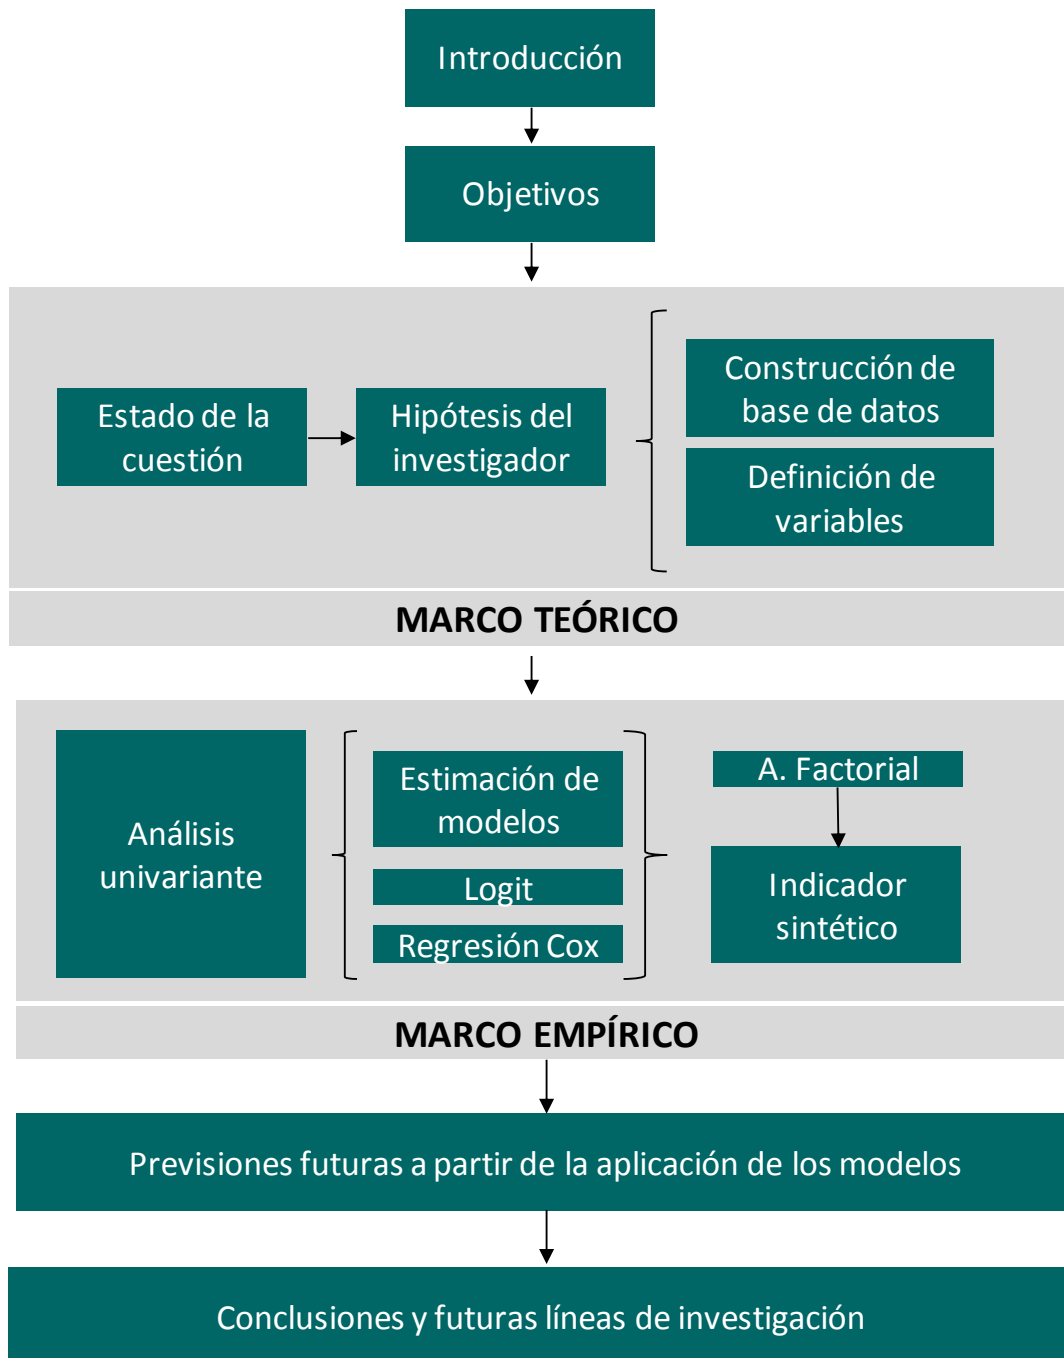 Introducción
Objetivos
Estado de la
cuestión
Hipótesis del
investigador
Construcción de
base de datos
Definición de
variables
MARCO TEÓRICO
Análisis
univariante
Estimación de
modelos
Logit
Regresión Cox
A. Factorial
Indicador
sintético
MARCO EMPÍRICO
Previsiones futuras a partir de la aplicación de los modelos
Conclusiones y futuras líneas de investigación